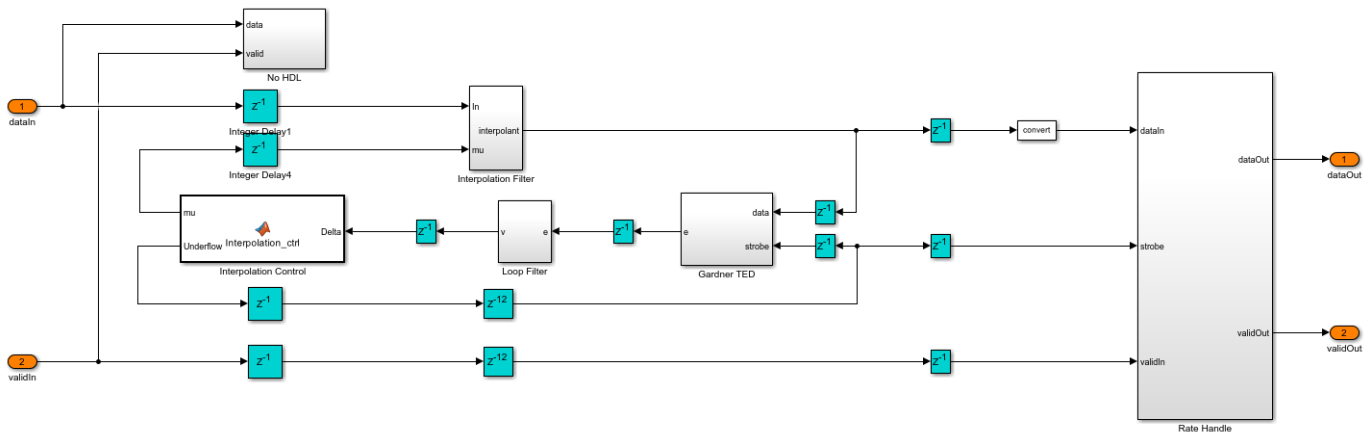 data
valid
No HDL
1
dataIn
z-1
Integer Delay1
In
interpolant
mu
Interpolation Filter
z-1
Integer Delay4
z-1
convert
dataIn
dataOut
1
dataOut
mu
Underflow
Interpolation_ctrl
Delta
Interpolation Control
z-1
v
e
Loop Filter
z-1
data
e
strobe
Gardner TED
z-1
z-1
z-1
strobe
z-1
z-12
validOut
2
validOut
2
validIn
z-1
z-12
z-1
validIn
Rate Handle